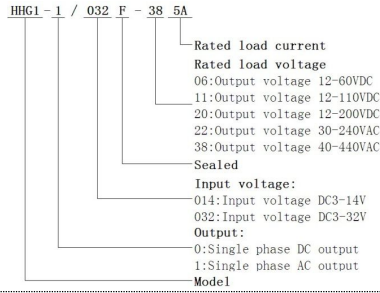 HHG1-1 / 032 F - 38 5A
Rated load current
Rated load voltage
06:Output voltage 12-60VDC
11:Output voltage 12-110VDC
20:Output voltage 12-200VDC
22:Output voltage 30-240VAC
38:Output voltage 40-440VAC
Sealed
Input voltage:
014:Input voltage DC3-14V
032:Input voltage DC3-32V
Output:
0:Single phase DC output
1:Single phase AC output
Model